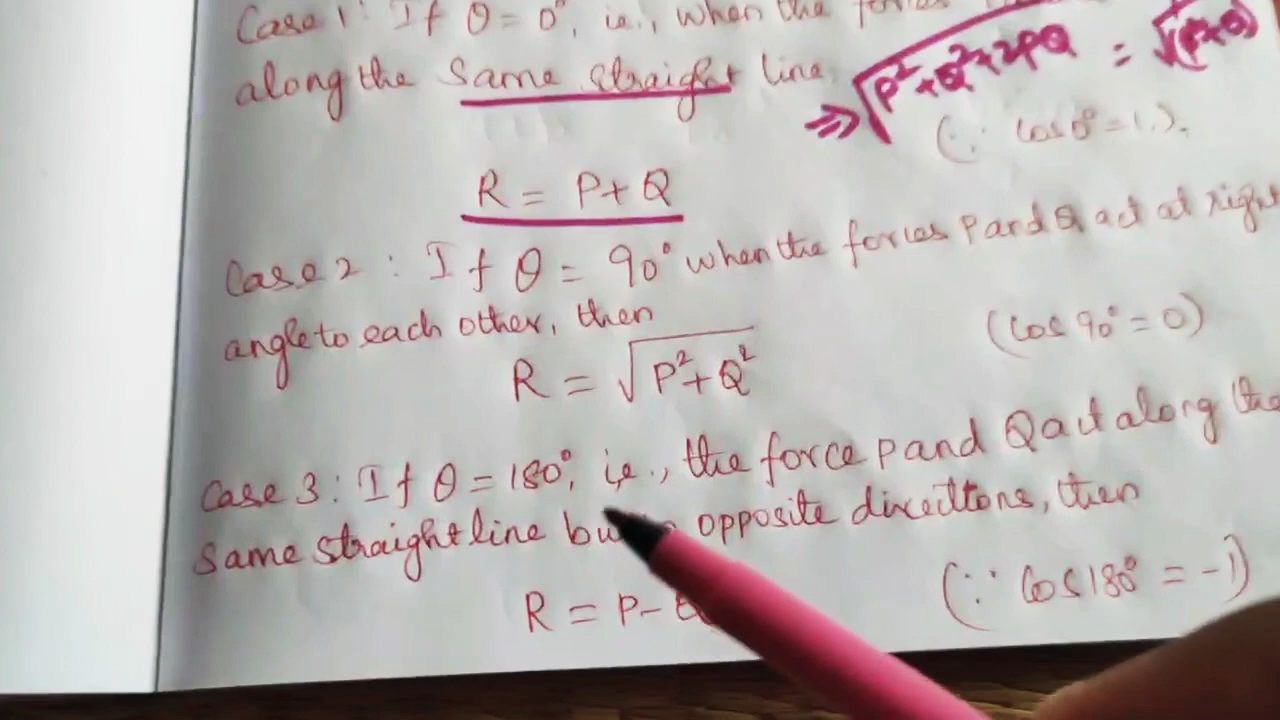 Case 1: If θ = 0°, i.e., when the forces
along the same straight line
⇒ √P²+Q²+2PQ = √(P+Q)
(∵ Cos 0° = 1.).
R = P+Q
Case 2 : If θ = 90° when the forces P and Q act at right
angle to each other, then
(Cos 90° = 0)
R = √P²+Q²
Case 3 : If θ = 180°, i.e., the force P and Q act along the
same straight line but opposite directions, then
R = P - Q
(∵ Cos 180° = -1)